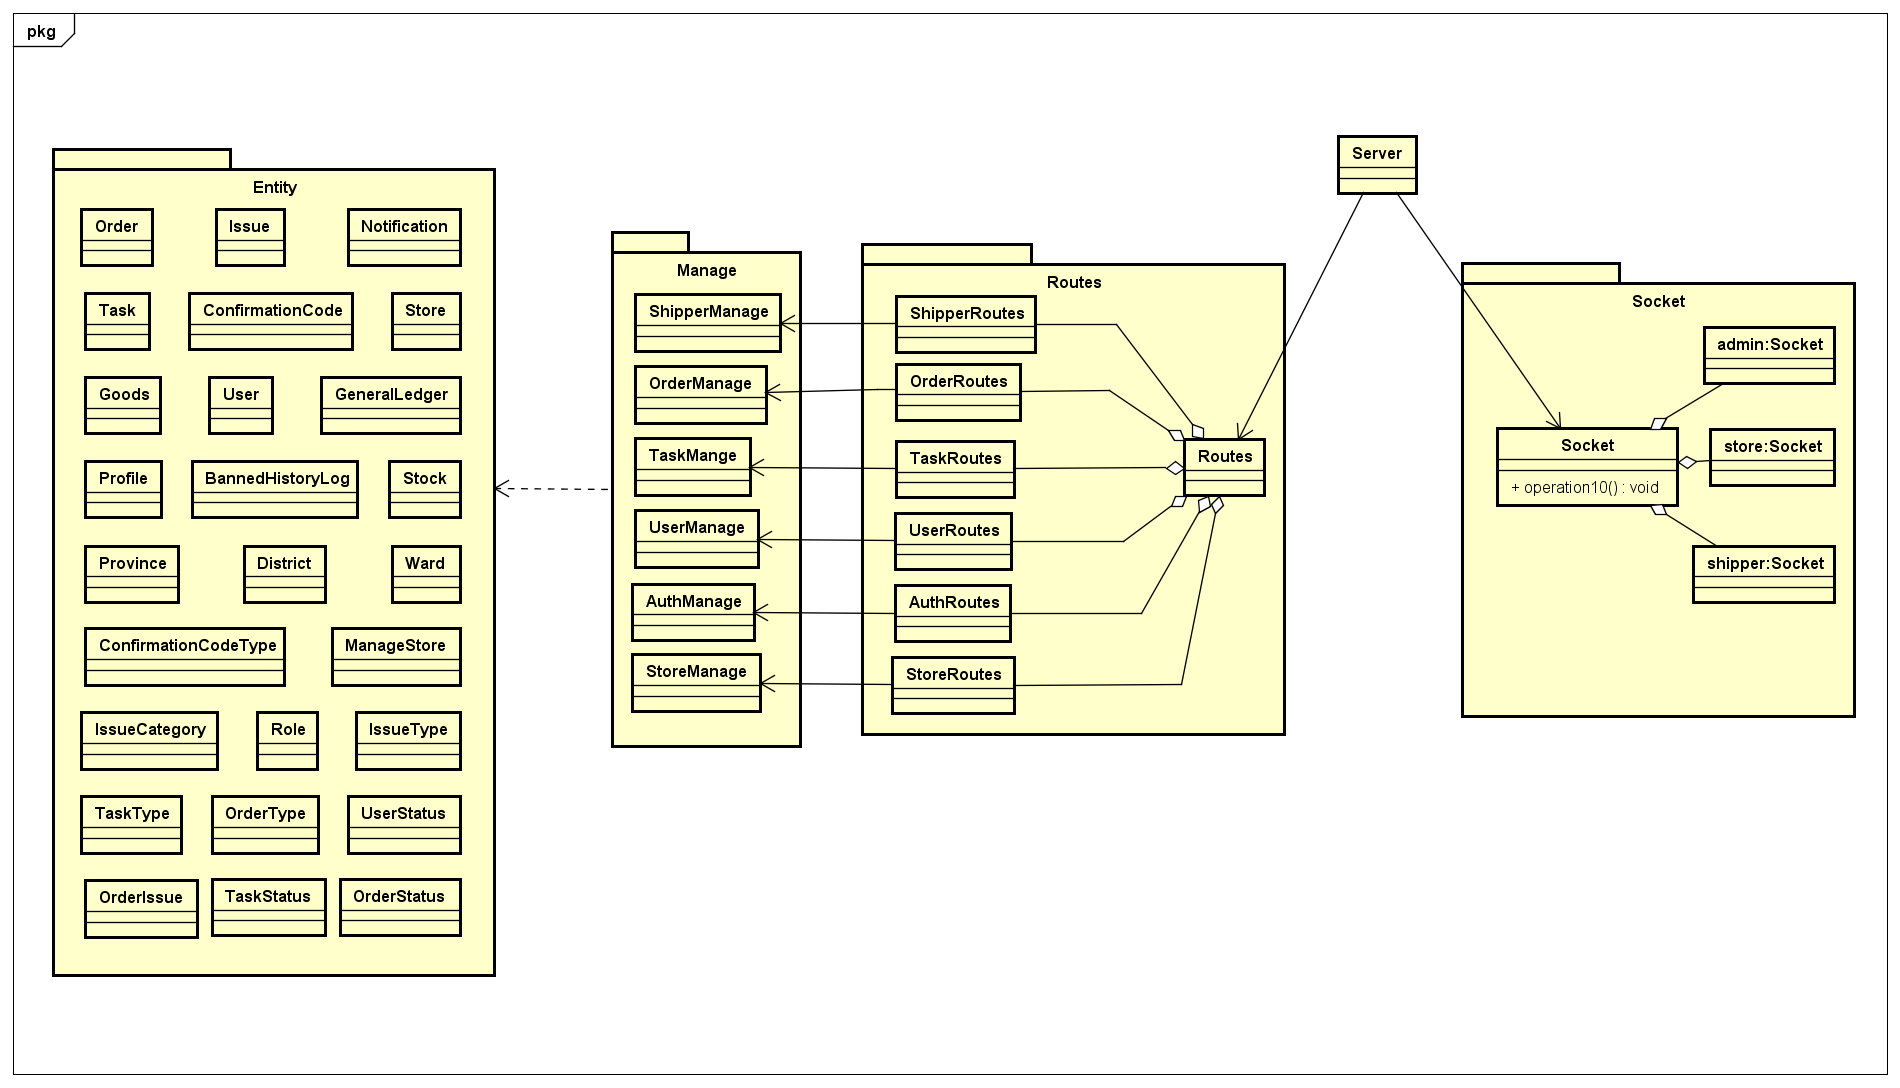 pkg
Entity
Order
Issue
Notification
Task
ConfirmationCode
Store
Goods
User
GeneralLedger
Profile
BannedHistoryLog
Stock
Province
District
Ward
ConfirmationCodeType
ManageStore
IssueCategory
Role
IssueType
TaskType
OrderType
UserStatus
OrderIssue
TaskStatus
OrderStatus
Manage
ShipperManage
OrderManage
TaskMange
UserManage
AuthManage
StoreManage
Routes
ShipperRoutes
OrderRoutes
TaskRoutes
UserRoutes
AuthRoutes
StoreRoutes
Routes
Server
Socket
admin:Socket
Socket
+ operation10() : void
store:Socket
shipper:Socket